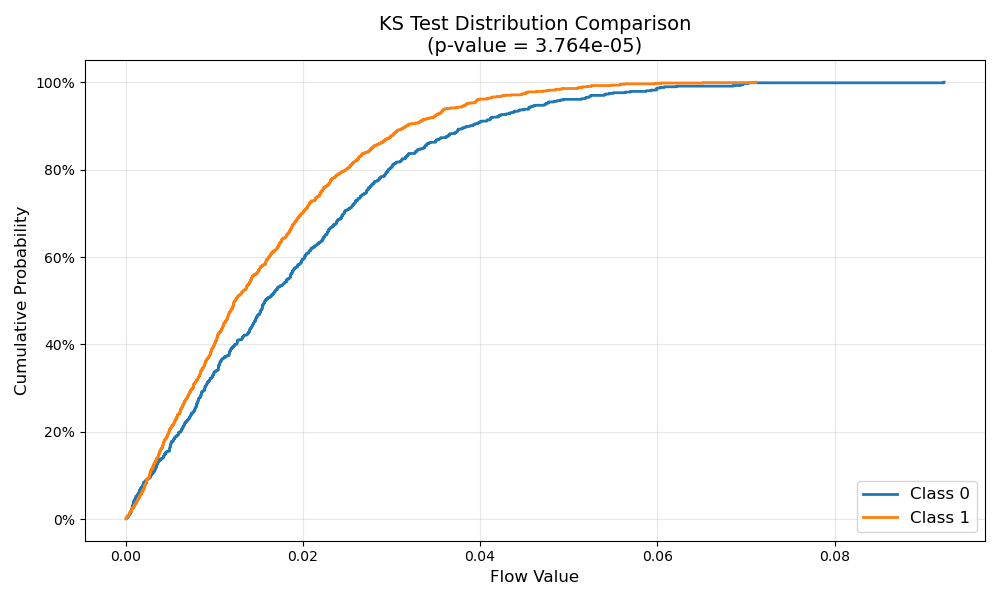 KS Test Distribution Comparison
(p-value = 3.764e-05)
100%
80%
60%
40%
20%
0%
Cumulative Probability
Class 0
Class 1
0.00
0.02
0.04
0.06
0.08
Flow Value